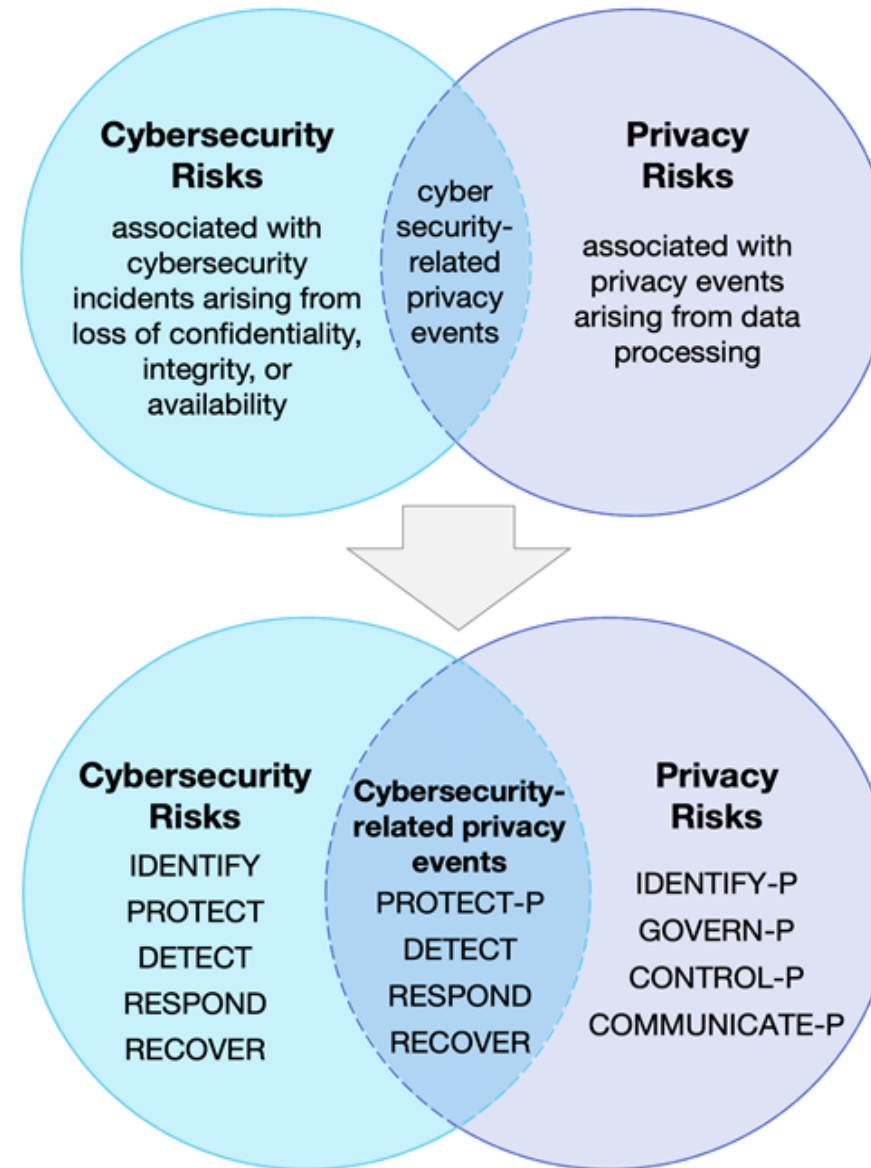 Cybersecurity
Risks
associated with
cybersecurity
incidents arising from
loss of confidentiality,
integrity, or
availability
cyber
security-
related
privacy
events
Privacy
Risks
associated with
privacy events
arising from data
processing
Cybersecurity
Risks
IDENTIFY
PROTECT
DETECT
RESPOND
RECOVER
Cybersecurity-
related privacy
events
PROTECT-P
DETECT
RESPOND
RECOVER
Privacy
Risks
IDENTIFY-P
GOVERN-P
CONTROL-P
COMMUNICATE-P